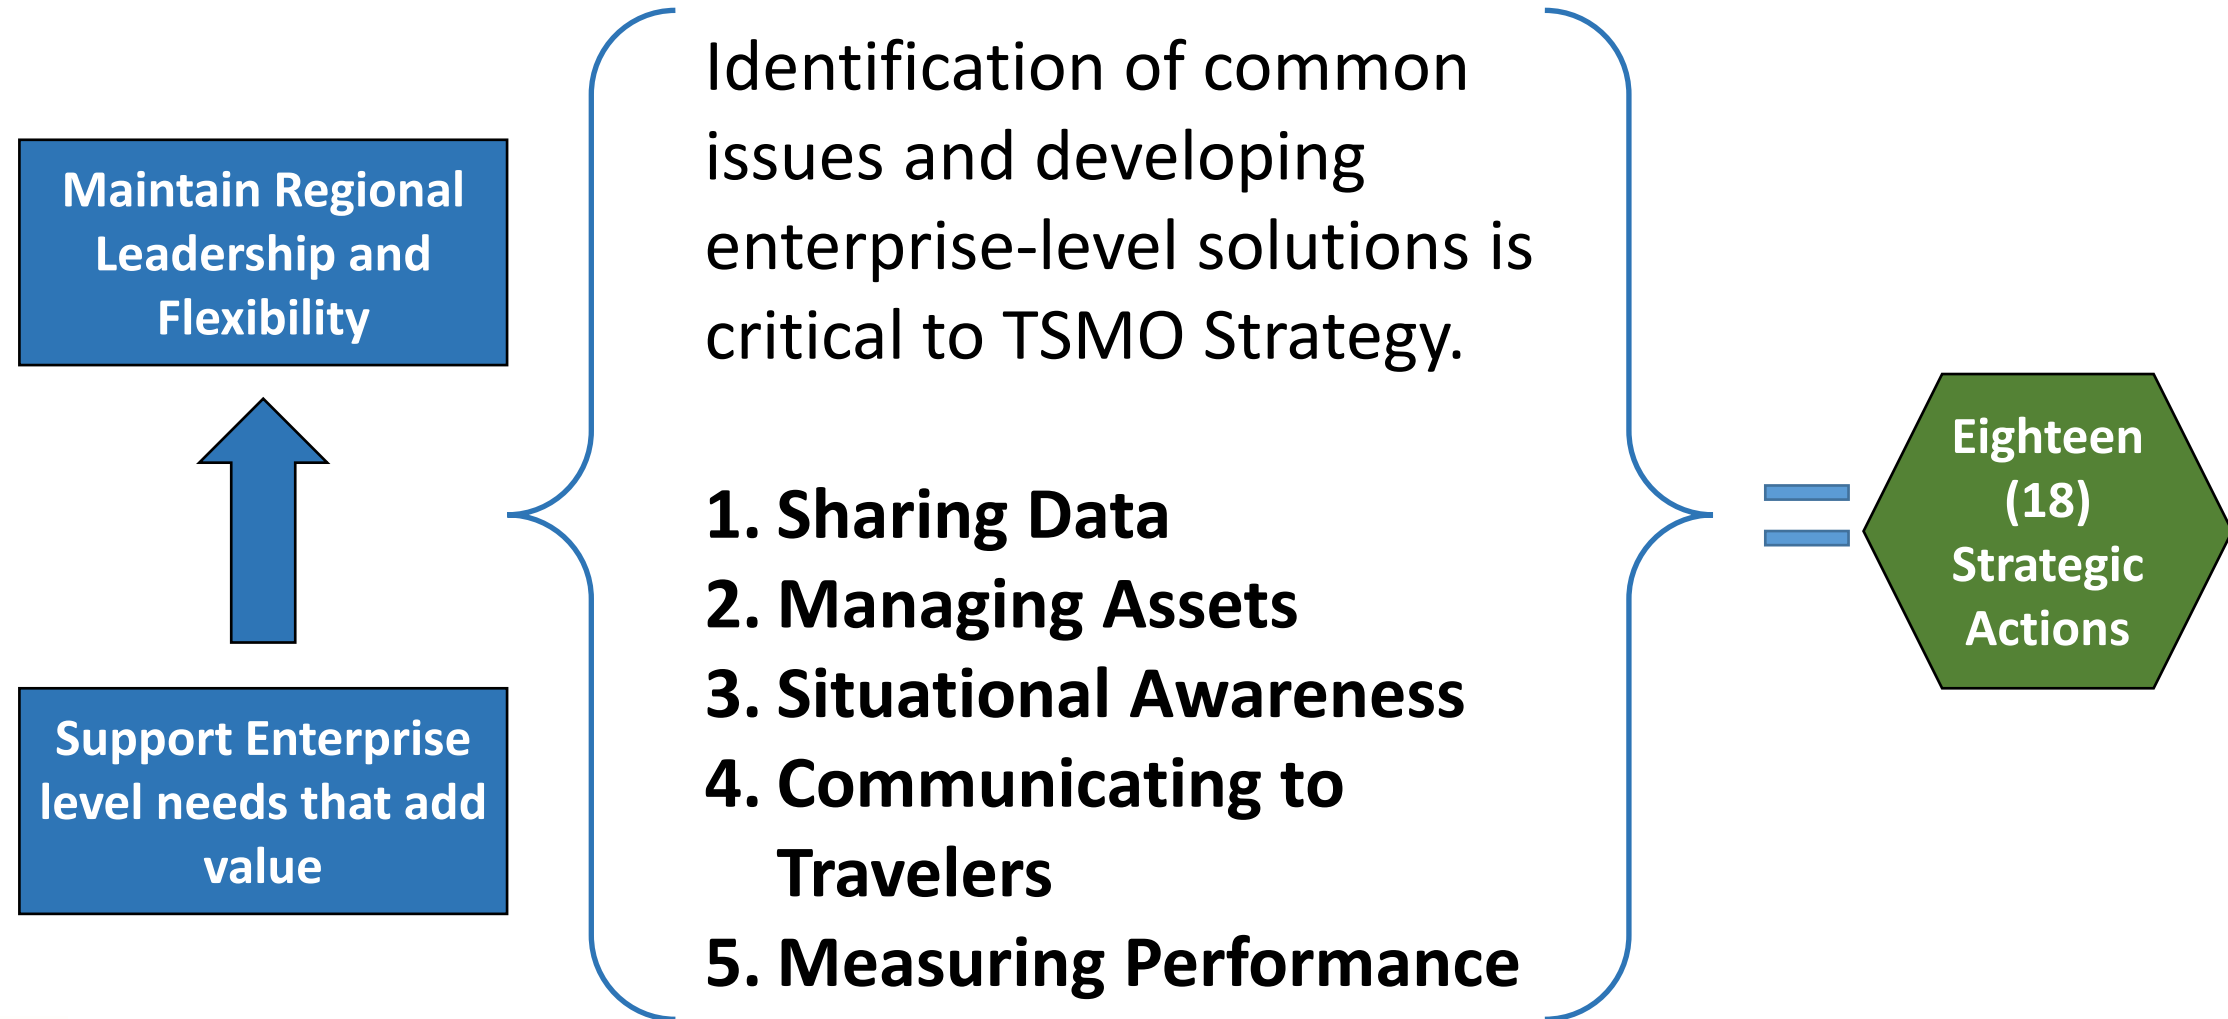 Maintain Regional
Leadership and
Flexibility
Support Enterprise
level needs that add
value
Identification of common
issues and developing
enterprise-level solutions is
critical to TSMO Strategy.
1. Sharing Data
2. Managing Assets
3. Situational Awareness
4. Communicating to
Travelers
5. Measuring Performance
Eighteen
(18)
Strategic
Actions